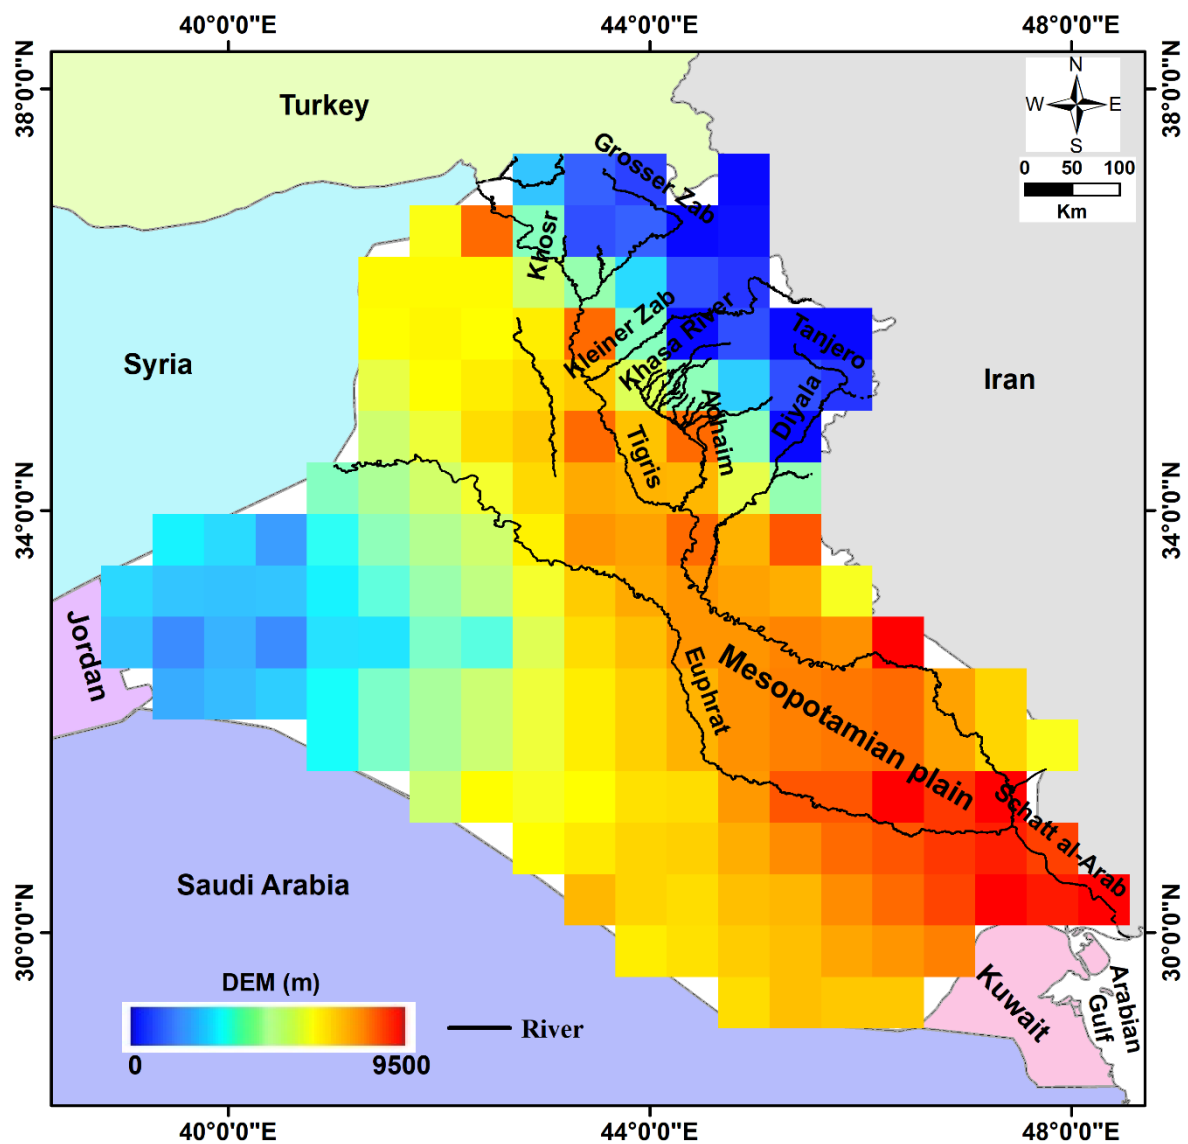 40°0'0"E
44°0'0"E
48°0'0"E
38°0'0"N
38°0'0"N
N
W
E
S
0
50
100
Km
Turkey
Grosser Zab
Khosr
Kleiner Zab
Khasa River
Tanjero
Syria
Iran
Diyala
Adhaim
Tigris
34°0'0"N
34°0'0"N
Jordan
Euphrat
Mesopotamian plain
Schatt al-Arab
Saudi Arabia
30°0'0"N
30°0'0"N
Kuwait
Arabian
Gulf
DEM (m)
0
9500
River
40°0'0"E
44°0'0"E
48°0'0"E